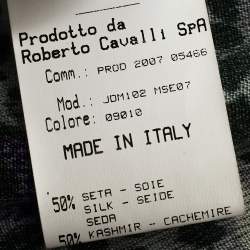 Prodotto da
Roberto Cavalli SpA
Comm.: PROD 2007 05466
Mod.: JDM102 MSE07
Colore: 09010
MADE IN ITALY
50% SETA - SOIE
SILK - SEIDE
SEDA
50% KASHMIR - CACHEMIRE